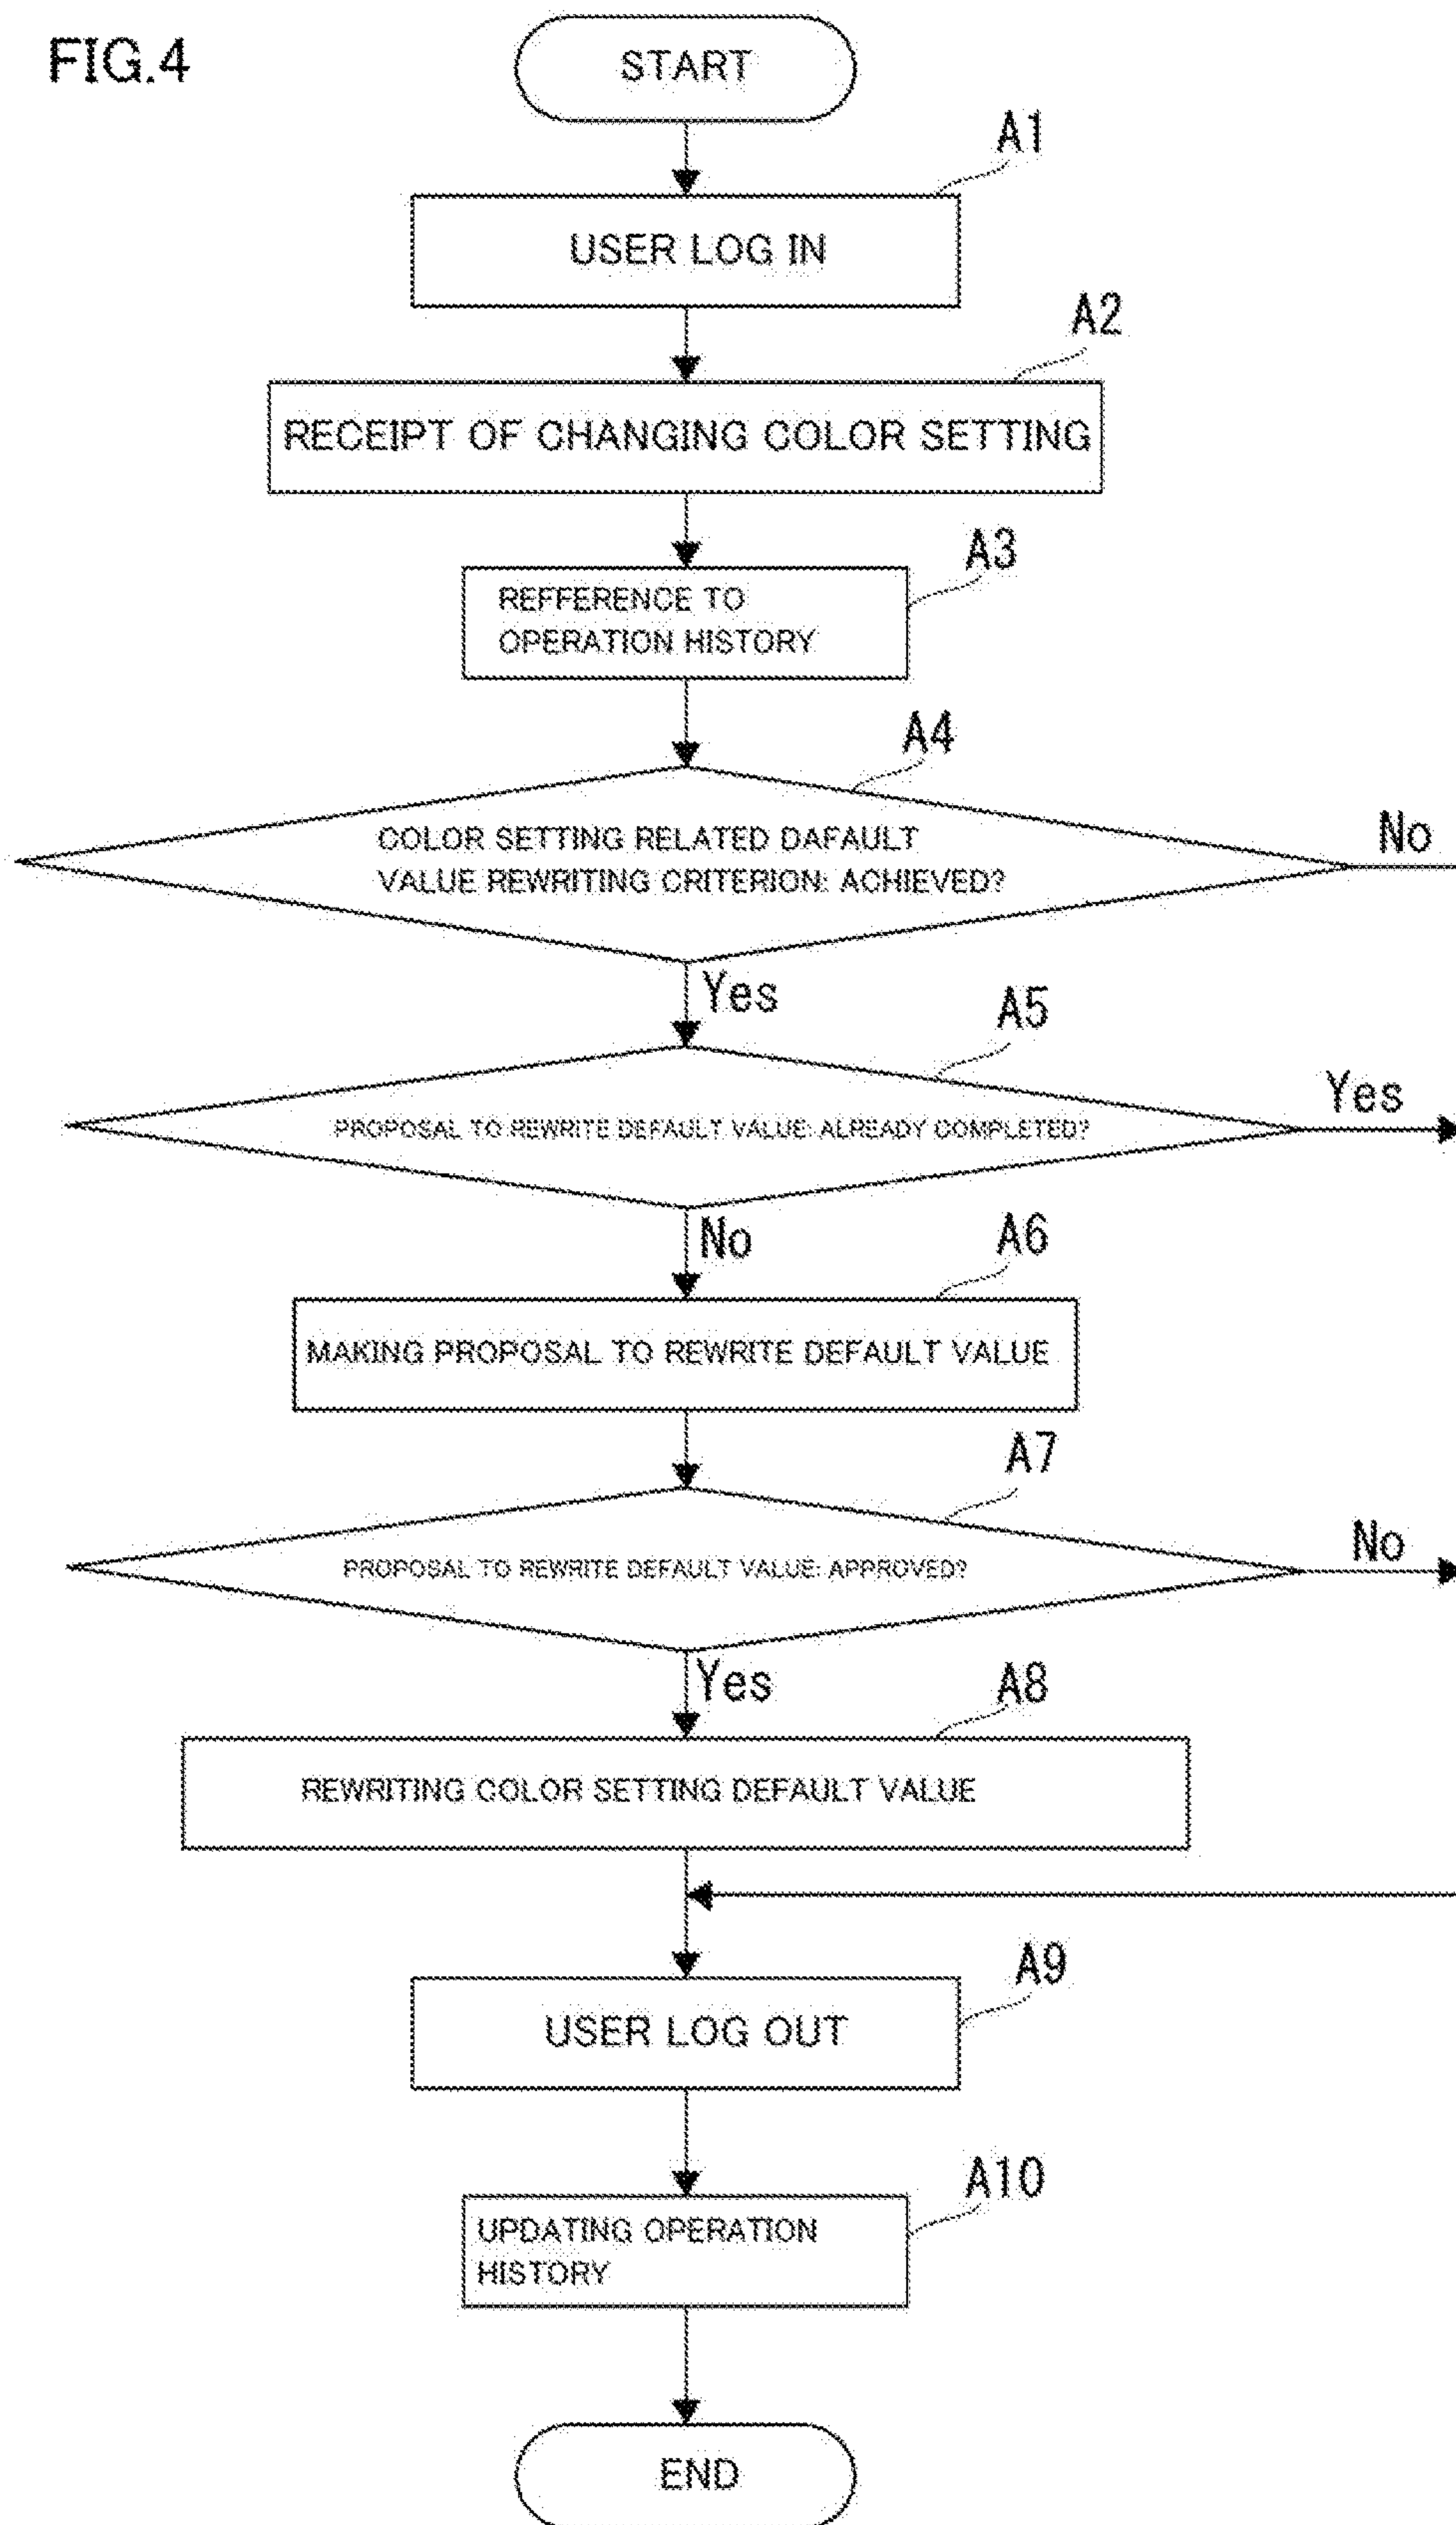 FIG.4
START
A1
USER LOG IN
A2
RECEIPT OF CHANGING COLOR SETTING
A3
REFFERENCE TO
OPERATION HISTORY
A4
COLOR SETTING RELATED DAFAULT
VALUE REWRITING CRITERION: ACHIEVED?
No
Yes
A5
PROPOSAL TO REWRITE DEFAULT VALUE: ALREADY COMPLETED?
Yes
No
A6
MAKING PROPOSAL TO REWRITE DEFAULT VALUE
A7
PROPOSAL TO REWRITE DEFAULT VALUE: APPROVED?
No
Yes
A8
REWRITING COLOR SETTING DEFAULT VALUE
A9
USER LOG OUT
A10
UPDATING OPERATION
HISTORY
END